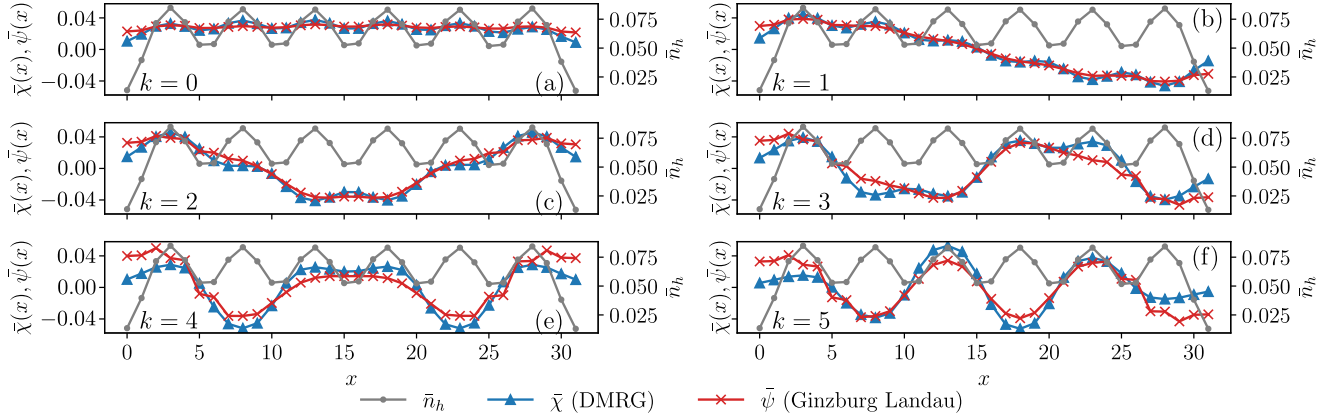 0.04
0.00
−0.04
χ̄(x), ψ̄(x)
k = 0
(a)
0.075
0.050
0.025
n̄_h
k = 1
(b)
0.075
0.050
0.025
n̄_h
χ̄(x), ψ̄(x)
0.04
0.00
−0.04
χ̄(x), ψ̄(x)
k = 2
(c)
0.075
0.050
0.025
n̄_h
k = 3
(d)
0.075
0.050
0.025
n̄_h
χ̄(x), ψ̄(x)
0.04
0.00
−0.04
χ̄(x), ψ̄(x)
k = 4
(e)
0.075
0.050
0.025
n̄_h
k = 5
(f)
0.075
0.050
0.025
n̄_h
χ̄(x), ψ̄(x)
0 5 10 15 20 25 30
x
0 5 10 15 20 25 30
x
n̄_h χ̄ (DMRG) ψ̄ (Ginzburg Landau)